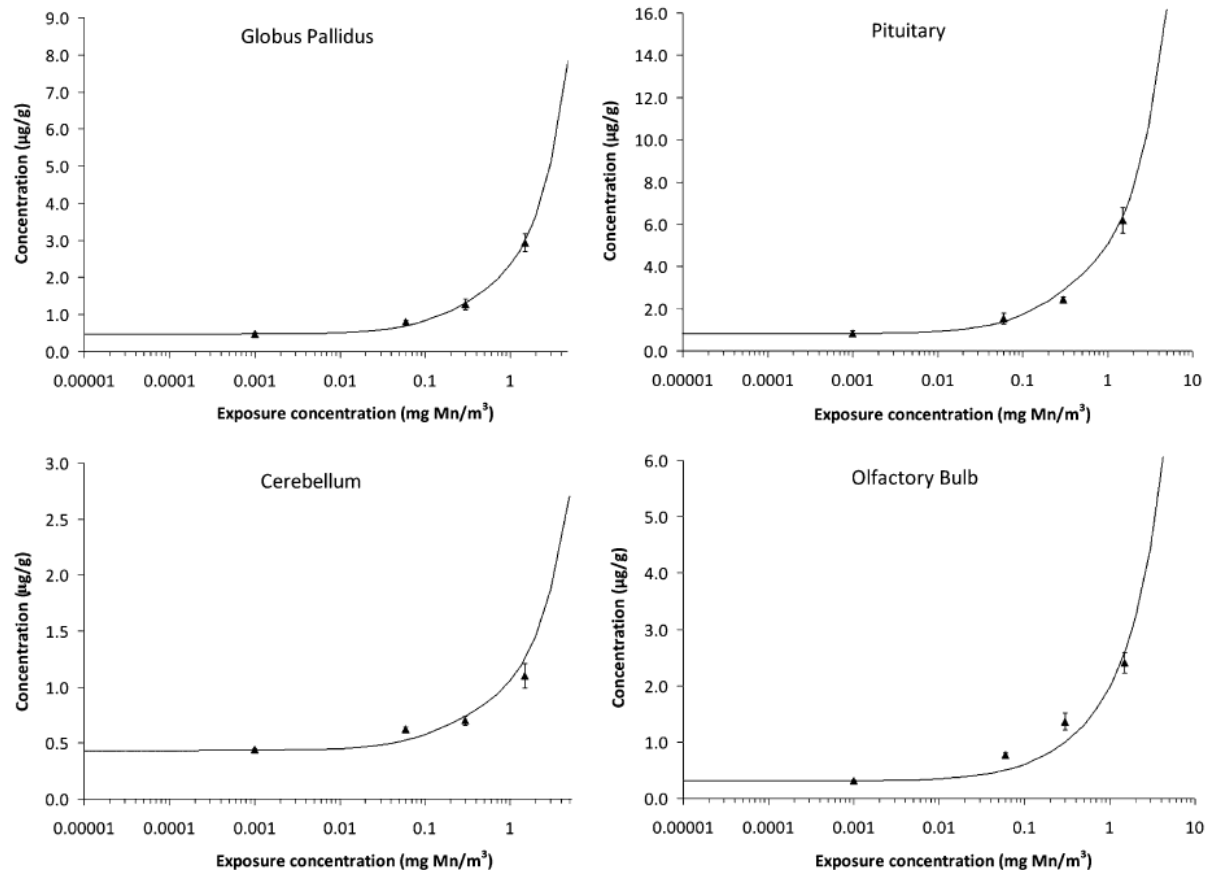 Globus Pallidus
Concentration (µg/g)
9.0
8.0
7.0
6.0
5.0
4.0
3.0
2.0
1.0
0.0
0.00001 0.0001 0.001 0.01 0.1 1
Exposure concentration (mg Mn/m³)
Pituitary
Concentration (µg/g)
16.0
14.0
12.0
10.0
8.0
6.0
4.0
2.0
0.0
0.00001 0.0001 0.001 0.01 0.1 1 10
Exposure concentration (mg Mn/m³)
Cerebellum
Concentration (µg/g)
3.0
2.5
2.0
1.5
1.0
0.5
0.0
0.00001 0.0001 0.001 0.01 0.1 1
Exposure concentration (mg Mn/m³)
Olfactory Bulb
Concentration (µg/g)
6.0
5.0
4.0
3.0
2.0
1.0
0.0
0.00001 0.0001 0.001 0.01 0.1 1 10
Exposure concentration (mg Mn/m³)